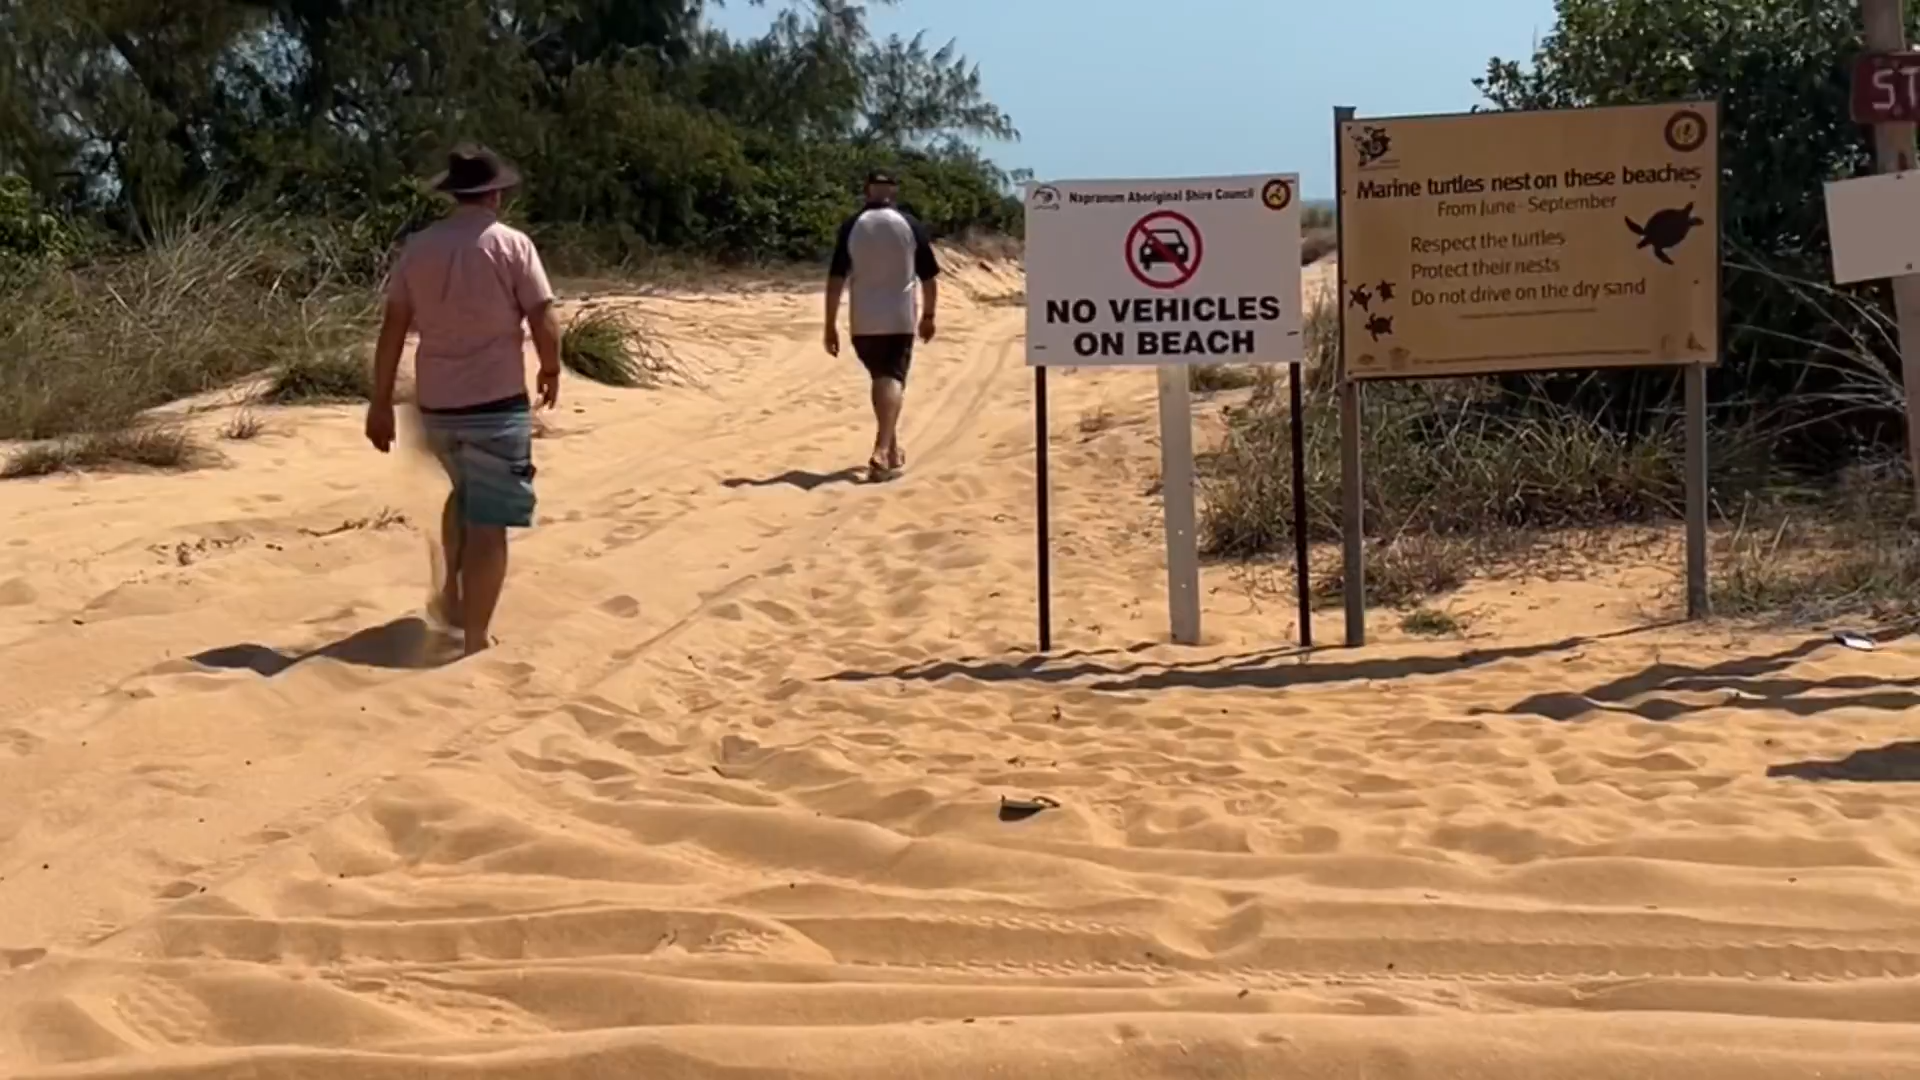 Napranum Aboriginal Shire Council
NO VEHICLES
ON BEACH
Marine turtles nest on these beaches
From June - September
Respect the turtles
Protect their nests
Do not drive on the dry sand
ST